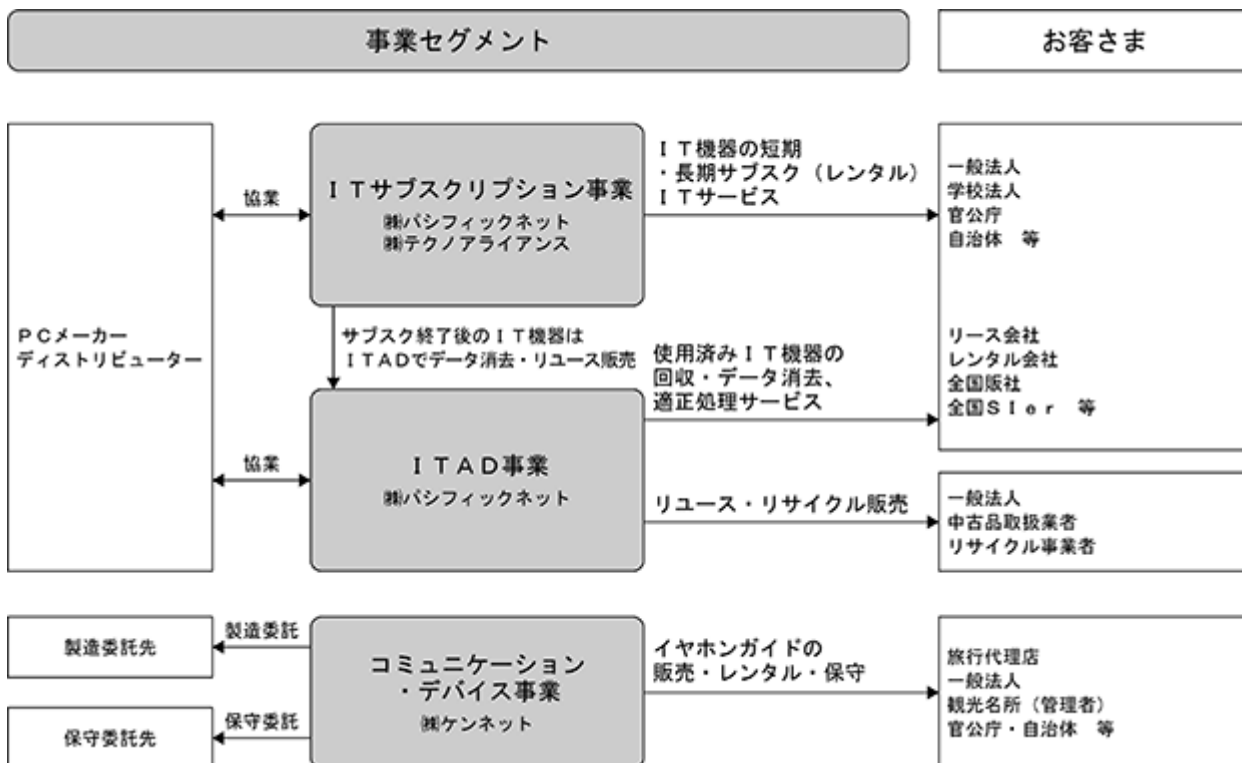 事業セグメント
お客さま
PCメーカー
ディストリビューター
協業
ITサブスクリプション事業
㈱パシフィックネット
㈱テクノアライアンス
IT機器の短期
・長期サブスク(レンタル)
ITサービス
一般法人
学校法人
官公庁
自治体 等
サブスク終了後のIT機器は
ITADでデータ消去・リユース販売
使用済みIT機器の
回収・データ消去、
適正処理サービス
リース会社
レンタル会社
全国販社
全国SIer 等
協業
ITAD事業
㈱パシフィックネット
リユース・リサイクル販売
一般法人
中古品取扱業者
リサイクル事業者
製造委託先
製造委託
保守委託先
保守委託
コミュニケーション
・デバイス事業
㈱ケンネット
イヤホンガイドの
販売・レンタル・保守
旅行代理店
一般法人
観光名所(管理者)
官公庁・自治体 等